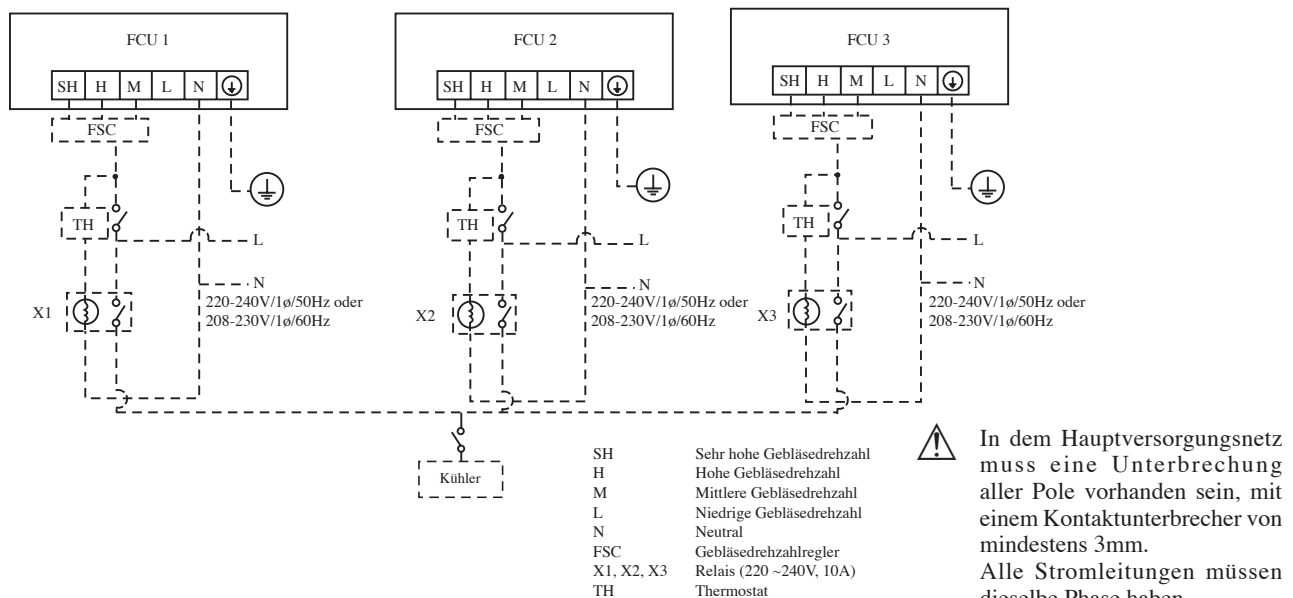 FCU 1
SH H M L N
FSC
TH
L
N
220-240V/1ø/50Hz oder
208-230V/1ø/60Hz
X1
FCU 2
SH H M L N
FSC
TH
L
N
220-240V/1ø/50Hz oder
208-230V/1ø/60Hz
X2
FCU 3
SH H M L N
FSC
TH
L
N
220-240V/1ø/50Hz oder
208-230V/1ø/60Hz
X3
Kühler
SH Sehr hohe Gebläsedrehzahl
H Hohe Gebläsedrehzahl
M Mittlere Gebläsedrehzahl
L Niedrige Gebläsedrehzahl
N Neutral
FSC Gebläsedrehzahlregler
X1, X2, X3 Relais (220 ~240V, 10A)
TH Thermostat
In dem Hauptversorgungsnetz
muss eine Unterbrechung
aller Pole vorhanden sein, mit
einem Kontaktunterbrecher von
mindestens 3mm.
Alle Stromleitungen müssen
dieselbe Phase haben